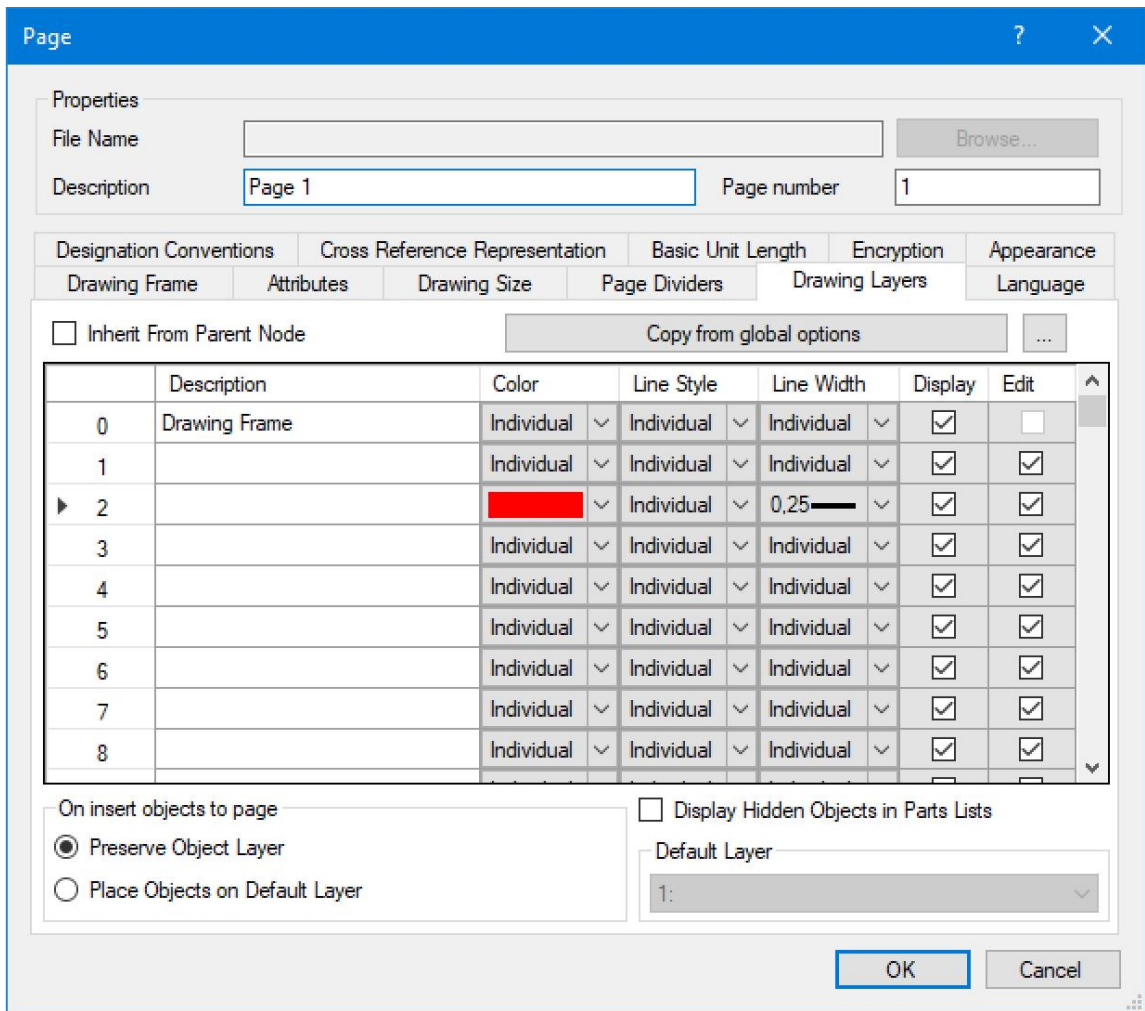 Page ?
Properties
File Name Browse...
Description Page 1 Page number 1
Designation Conventions Cross Reference Representation Basic Unit Length Encryption Appearance
Drawing Frame Attributes Drawing Size Page Dividers Drawing Layers Language
Inherit From Parent Node Copy from global options ...
Description Color Line Style Line Width Display Edit
0 Drawing Frame Individual Individual Individual
1 Individual Individual Individual
2 Individual 0,25
3 Individual Individual Individual
4 Individual Individual Individual
5 Individual Individual Individual
6 Individual Individual Individual
7 Individual Individual Individual
8 Individual Individual Individual
On insert objects to page Display Hidden Objects in Parts Lists
Preserve Object Layer Default Layer
Place Objects on Default Layer 1:
OK Cancel